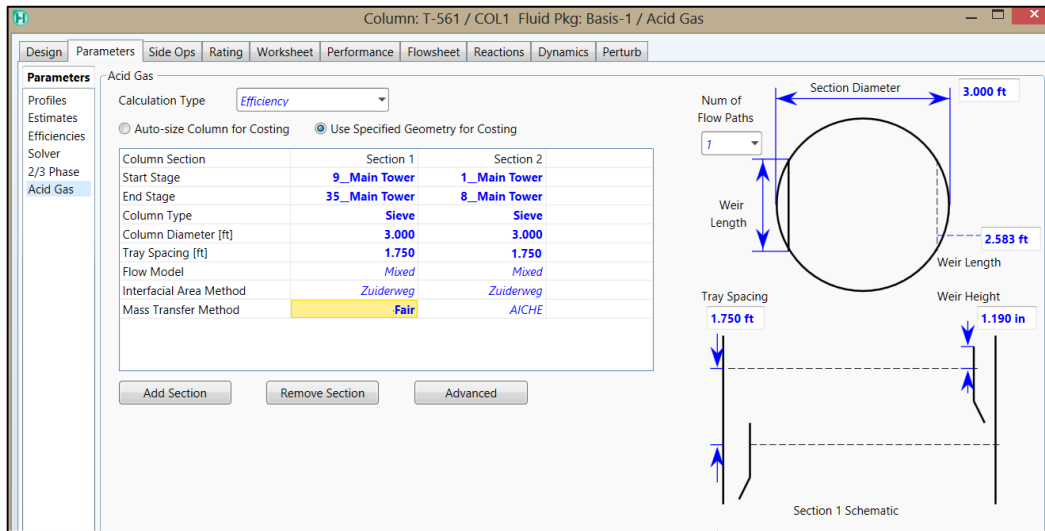 Column: T-561 / COL1 Fluid Pkg: Basis-1 / Acid Gas
Design Parameters Side Ops Rating Worksheet Performance Flowsheet Reactions Dynamics Perturb
Parameters
Profiles
Estimates
Efficiencies
Solver
2/3 Phase
Acid Gas
Acid Gas
Calculation Type Efficiency
Auto-size Column for Costing Use Specified Geometry for Costing
Column Section Section 1 Section 2
Start Stage 9__Main Tower 1__Main Tower
End Stage 35__Main Tower 8__Main Tower
Column Type Sieve Sieve
Column Diameter [ft] 3.000 3.000
Tray Spacing [ft] 1.750 1.750
Flow Model Mixed Mixed
Interfacial Area Method Zuiderweg Zuiderweg
Mass Transfer Method Fair AICHE
Add Section Remove Section Advanced
Num of
Flow Paths
1
Section Diameter
3.000 ft
Weir
Length
2.583 ft
Weir Length
Tray Spacing
1.750 ft
Weir Height
1.190 in
Section 1 Schematic